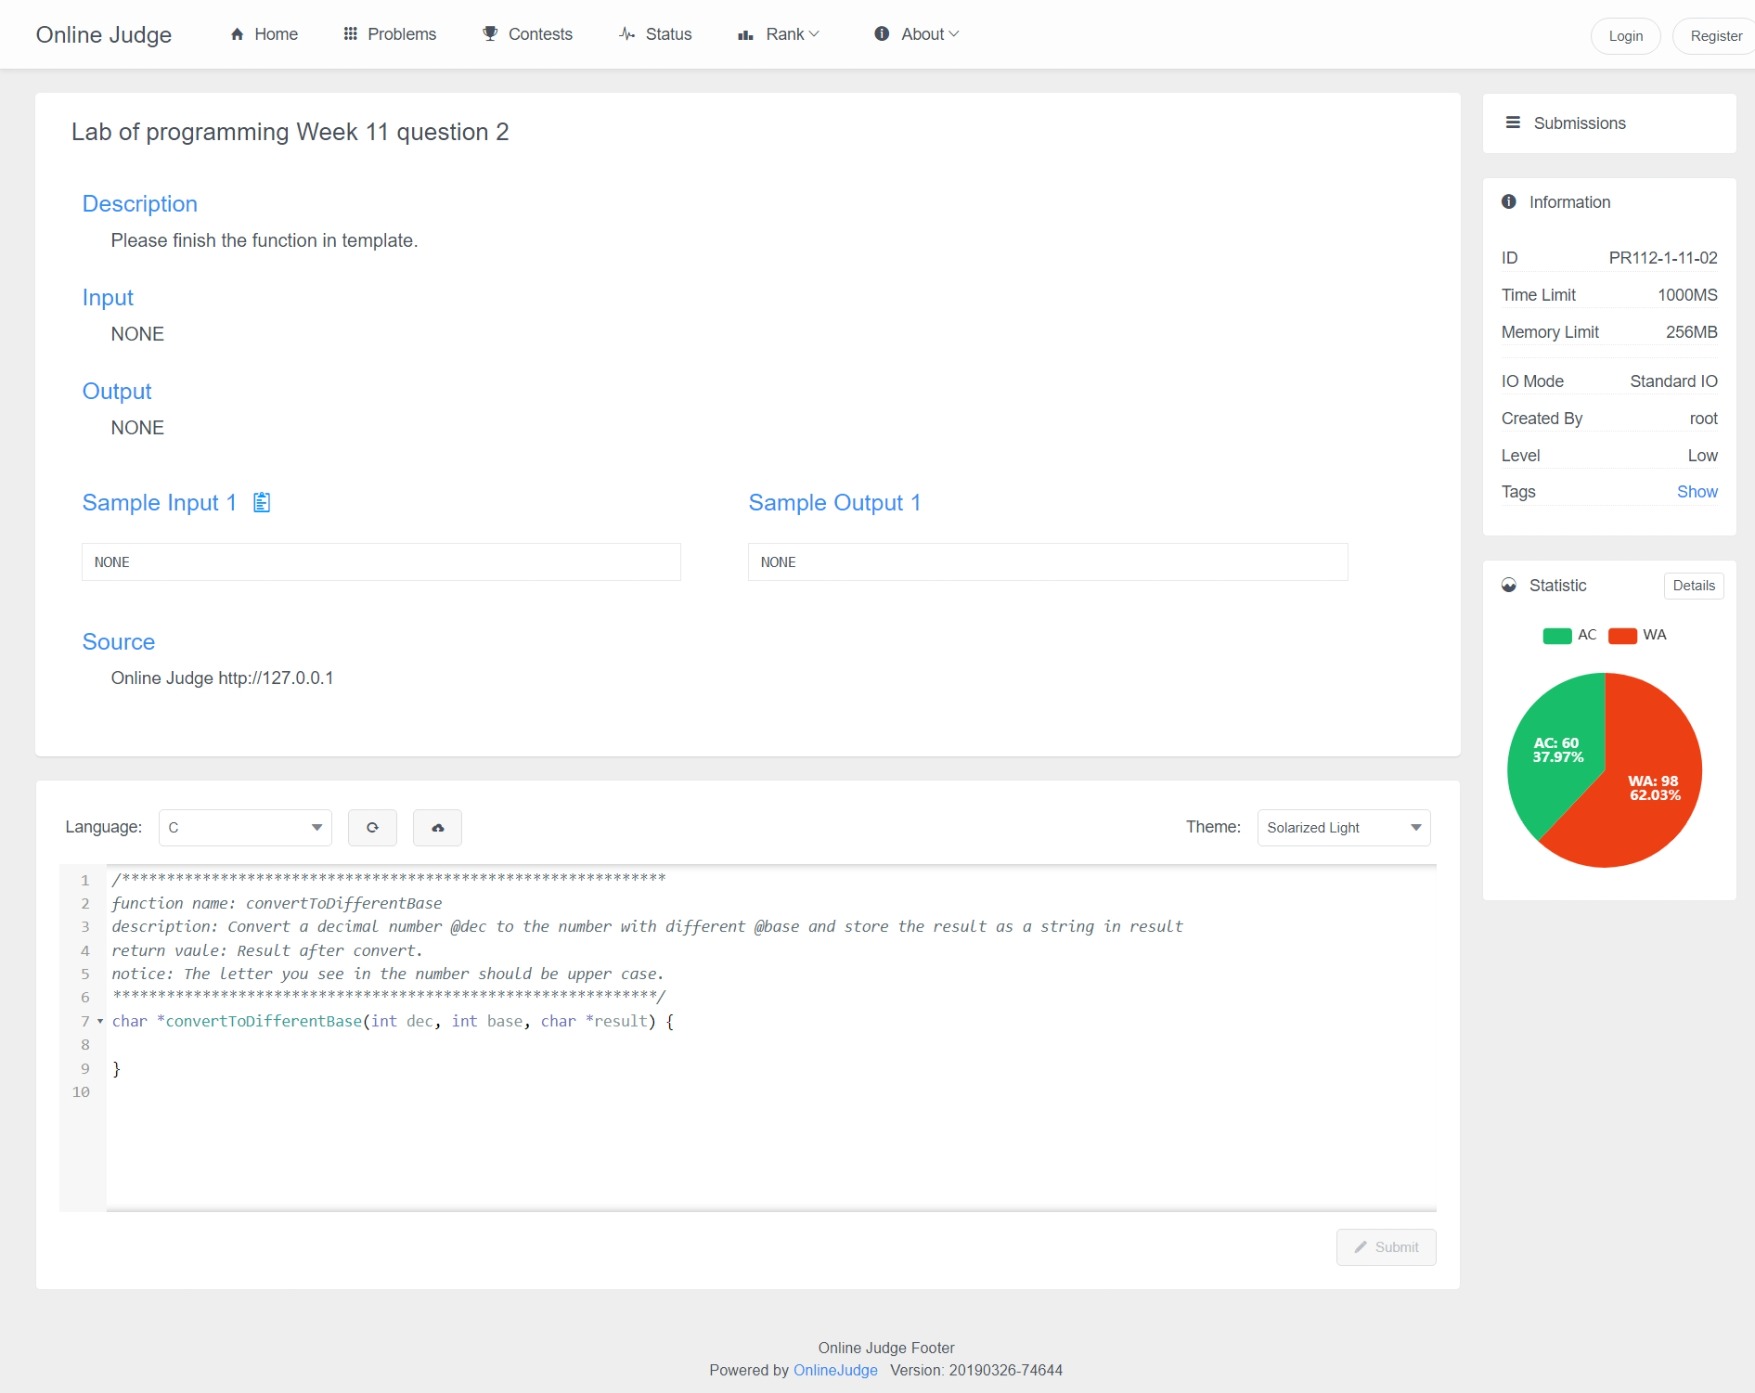 Online Judge Home Problems Contests Status Rank About Login Register
Lab of programming Week 11 question 2
Description
Please finish the function in template.
Input
NONE
Output
NONE
Sample Input 1
Sample Output 1
NONE
NONE
Source
Online Judge http://127.0.0.1
Language: C
Theme: Solarized Light
1 /*************************************************************
2 function name: convertToDifferentBase
3 description: Convert a decimal number @dec to the number with different @base and store the result as a string in result
4 return vaule: Result after convert.
5 notice: The letter you see in the number should be upper case.
6 *************************************************************/
7 char *convertToDifferentBase(int dec, int base, char *result) {
8
9 }
10
Submit
Submissions
Information
ID PR112-1-11-02
Time Limit 1000MS
Memory Limit 256MB
IO Mode Standard IO
Created By root
Level Low
Tags Show
Statistic Details
AC WA
AC: 60
37.97%
WA: 98
62.03%
Online Judge Footer
Powered by OnlineJudge Version: 20190326-74644